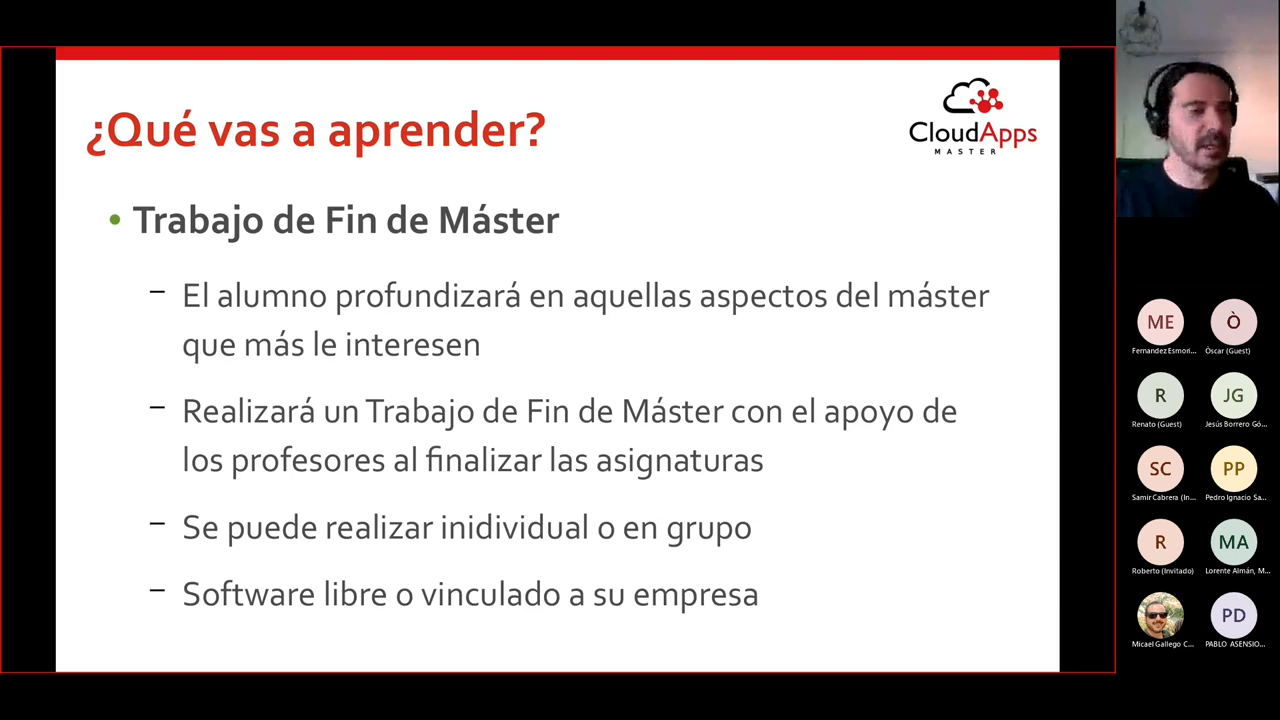 ¿Qué vas a aprender?
CloudApps
MASTER
• Trabajo de Fin de Máster
– El alumno profundizará en aquellas aspectos del máster
que más le interesen
– Realizará un Trabajo de Fin de Máster con el apoyo de
los profesores al finalizar las asignaturas
– Se puede realizar inidividual o en grupo
– Software libre o vinculado a su empresa
ME
Ò
Fernandez Esmori...
Òscar (Guest)
R
JG
Renato (Guest)
Jesús Borrero Gó...
SC
PP
Samir Cabrera (In...
Pedro Ignacio Sa...
R
MA
Roberto (Invitado)
Lorente Almán, M...
PD
Micael Gallego C...
PABLO ASENSIO...